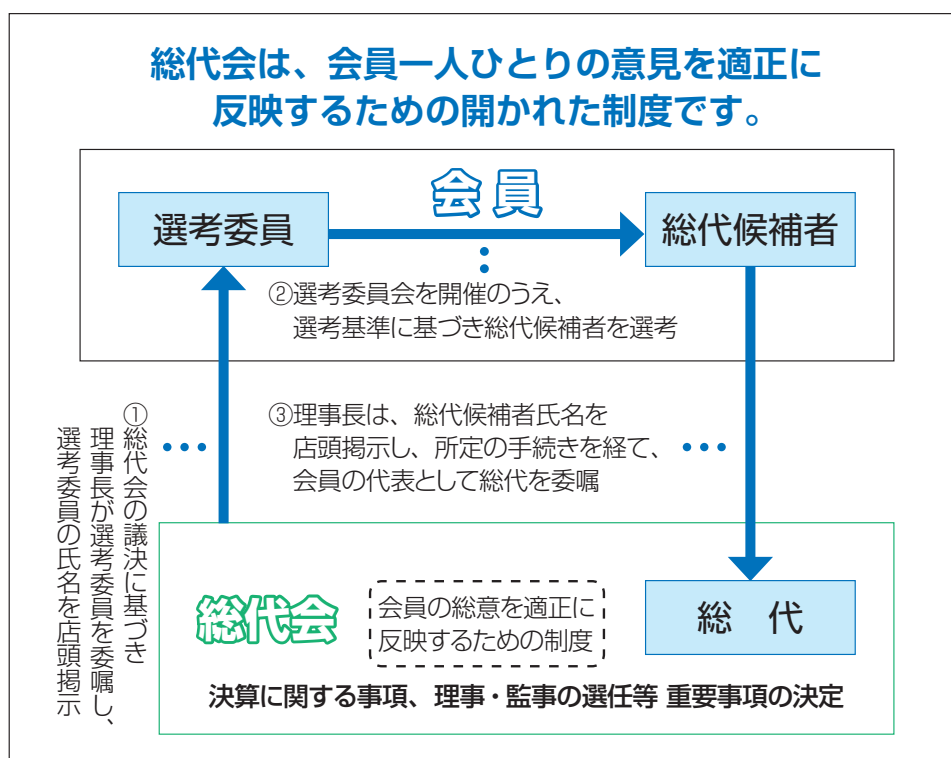 総代会は、会員一人ひとりの意見を適正に
反映するための開かれた制度です。
会員
選考委員
総代候補者
②選考委員会を開催のうえ、
選考基準に基づき総代候補者を選考
①総代会の議決に基づき
理事長が選考委員を委嘱し、
選考委員の氏名を店頭掲示
③理事長は、総代候補者氏名を
店頭掲示し、所定の手続きを経て、
会員の代表として総代を委嘱
総代会
会員の総意を適正に
反映するための制度
総　代
決算に関する事項、理事・監事の選任等 重要事項の決定